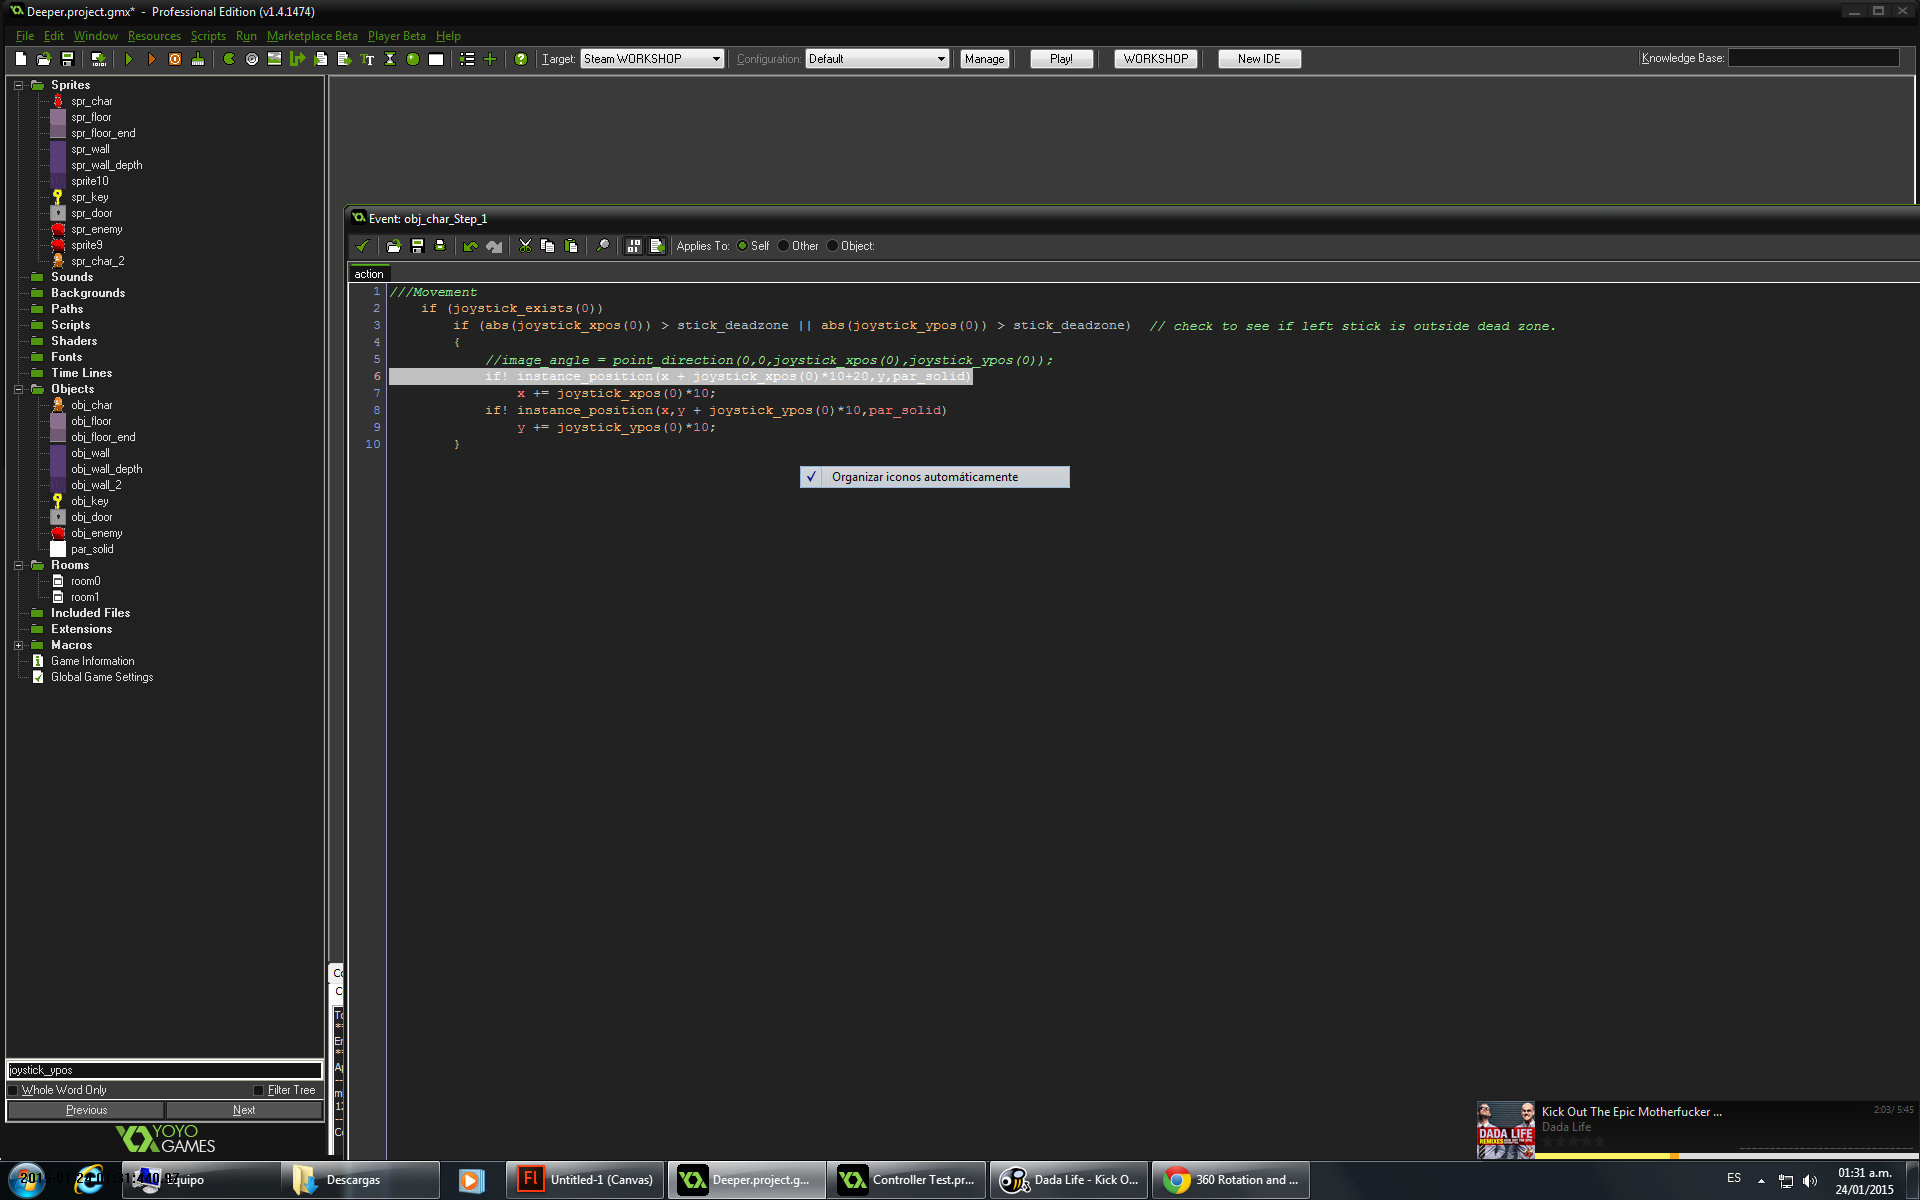 Deeper.project.gmx* - Professional Edition (v1.4.1474)
File Edit Window Resources Scripts Run Marketplace Beta Player Beta Help
Target: Steam WORKSHOP Configuration: Default Manage Play! WORKSHOP New IDE Knowledge Base:
Sprites
spr_char
spr_floor
spr_floor_end
spr_wall
spr_wall_depth
sprite10
spr_key
spr_door
spr_enemy
sprite9
spr_char_2
Sounds
Backgrounds
Paths
Scripts
Shaders
Fonts
Time Lines
Objects
obj_char
obj_floor
obj_floor_end
obj_wall
obj_wall_depth
obj_wall_2
obj_key
obj_door
obj_enemy
par_solid
Rooms
room0
room1
Included Files
Extensions
Macros
Game Information
Global Game Settings
joystick_ypos
Whole Word Only Filter Tree
Previous Next
YOYO
GAMES
Event: obj_char_Step_1
Applies To: Self Other Object:
action
1 ///Movement
2 if (joystick_exists(0))
3 if (abs(joystick_xpos(0)) > stick_deadzone || abs(joystick_ypos(0)) > stick_deadzone) // check to see if left stick is outside dead zone.
4 {
5 //image_angle = point_direction(0,0,joystick_xpos(0),joystick_ypos(0));
6 if! instance_position(x + joystick_xpos(0)*10+20,y,par_solid)
7 x += joystick_xpos(0)*10;
8 if! instance_position(x,y + joystick_ypos(0)*10,par_solid)
9 y += joystick_ypos(0)*10;
10 }
✓ Organizar iconos automáticamente
Kick Out The Epic Motherfucker ... 2:03/ 5:45
Dada Life
DADA LIFE
Equipo Descargas Untitled-1 (Canvas) Deeper.project.g... Controller Test.pr... Dada Life - Kick O... 360 Rotation and ... ES 01:31 a.m.
24/01/2015